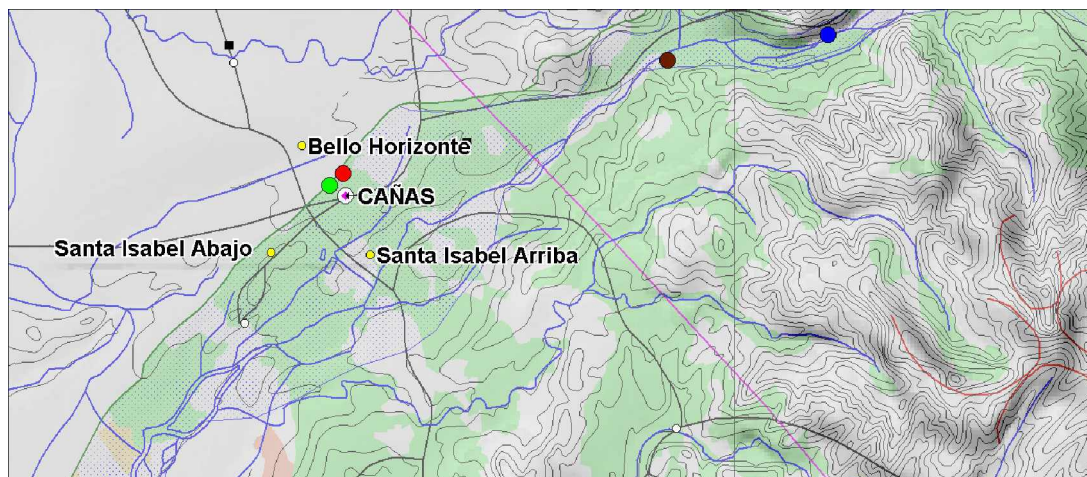 Bello Horizonte
CAÑAS
Santa Isabel Abajo
Santa Isabel Arriba